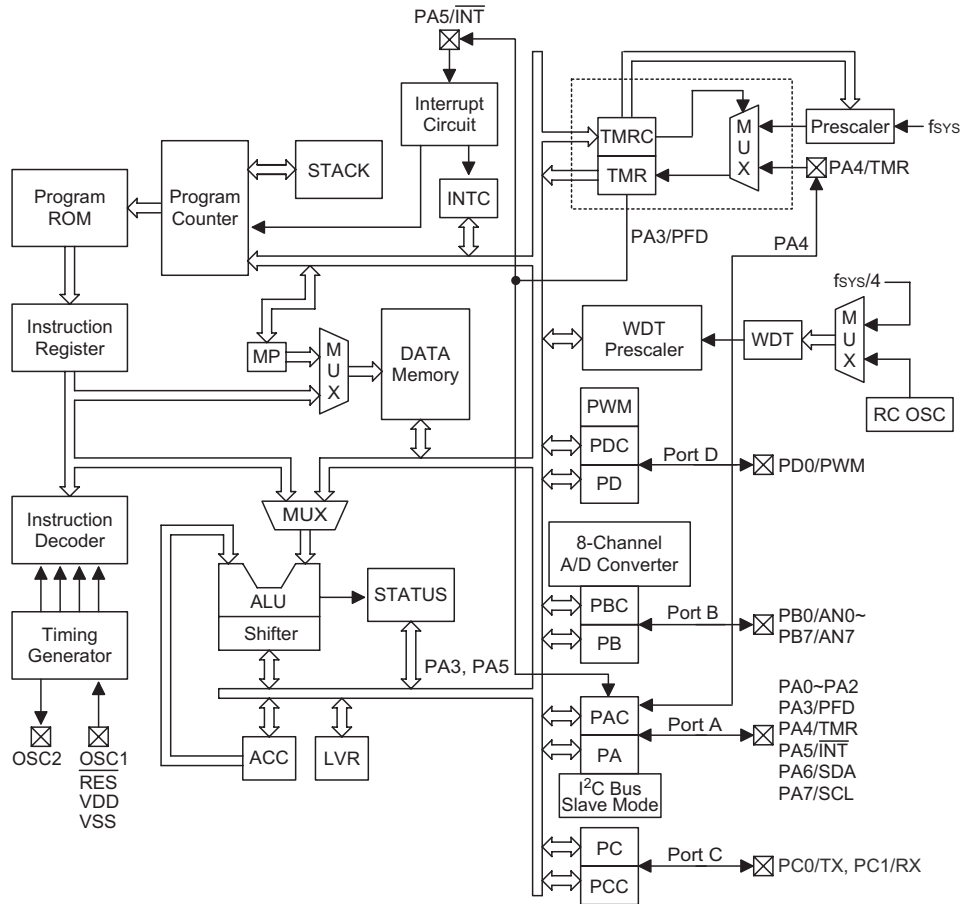 PA5/INT
Interrupt
Circuit
STACK
INTC
Program
ROM
Program
Counter
TMRC
TMR
M
U
X
Prescaler
fSYS
PA4/TMR
PA3/PFD
PA4
Instruction
Register
MP
M
U
X
DATA
Memory
WDT
Prescaler
WDT
M
U
X
fSYS/4
RC OSC
PWM
PDC
PD
Port D
PD0/PWM
Instruction
Decoder
MUX
8-Channel
A/D Converter
ALU
Shifter
STATUS
PBC
PB
Port B
PB0/AN0~
PB7/AN7
Timing
Generator
PA3, PA5
PAC
PA
Port A
PA0~PA2
PA3/PFD
PA4/TMR
PA5/INT
PA6/SDA
PA7/SCL
OSC2
OSC1
RES
VDD
VSS
ACC
LVR
I²C Bus
Slave Mode
PC
PCC
Port C
PC0/TX, PC1/RX